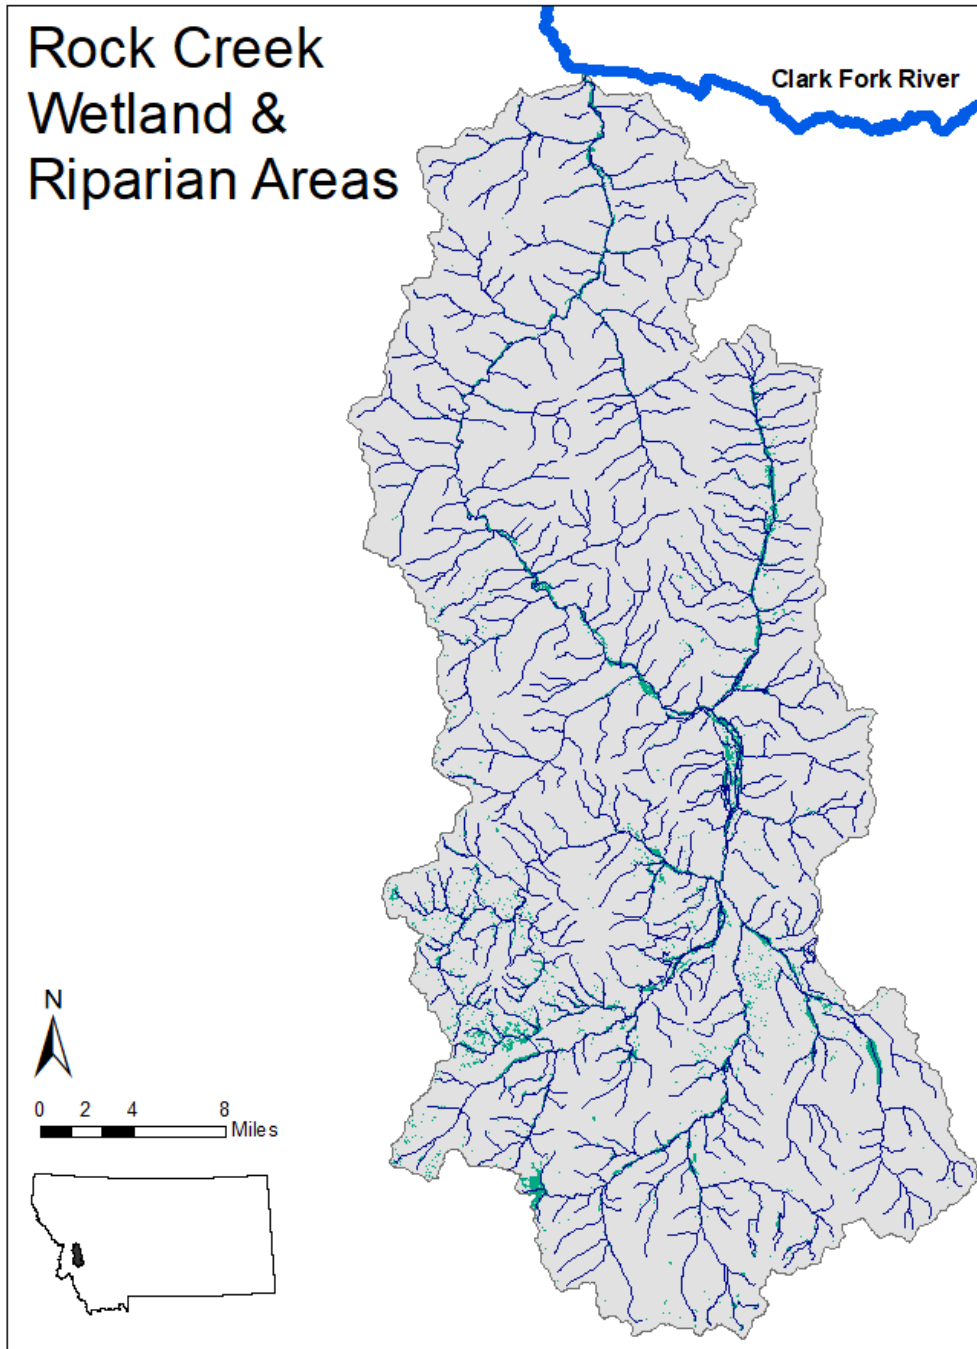 Rock Creek
Wetland &
Riparian Areas
Clark Fork River
N
0 2 4 8
Miles